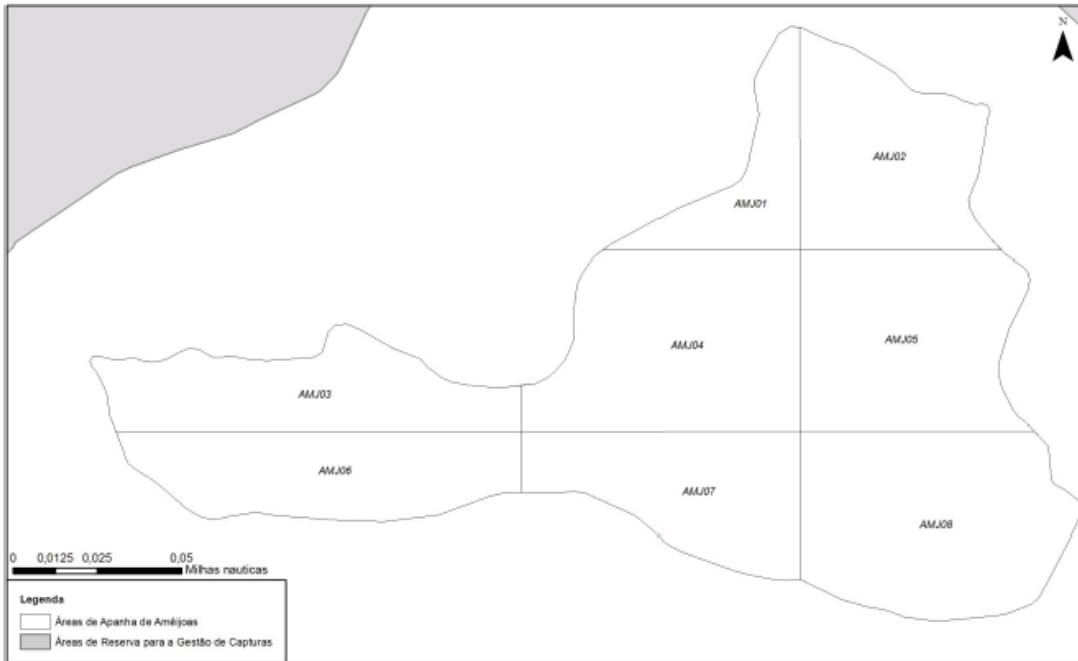 N
AMJ02
AMJ01
AMJ04
AMJ05
AMJ03
AMJ06
AMJ07
AMJ08
0 0,0125 0,025 0,05
Milhas nauticas
Legenda
Áreas de Apanha de Amêijoas
Áreas de Reserva para a Gestão de Capturas